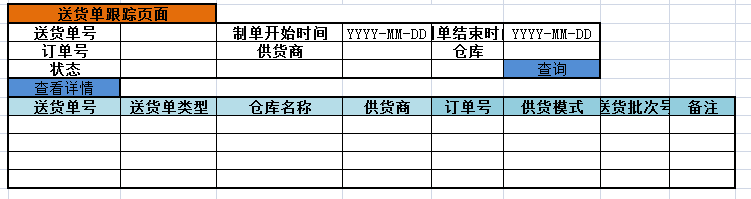 送货单跟踪页面
送货单号 制单开始时间 YYYY-MM-DD 单结束时 YYYY-MM-DD
订单号 供货商 仓库
状态 查询
查看详情
送货单号 送货单类型 仓库名称 供货商 订单号 供货模式 送货批次号 备注